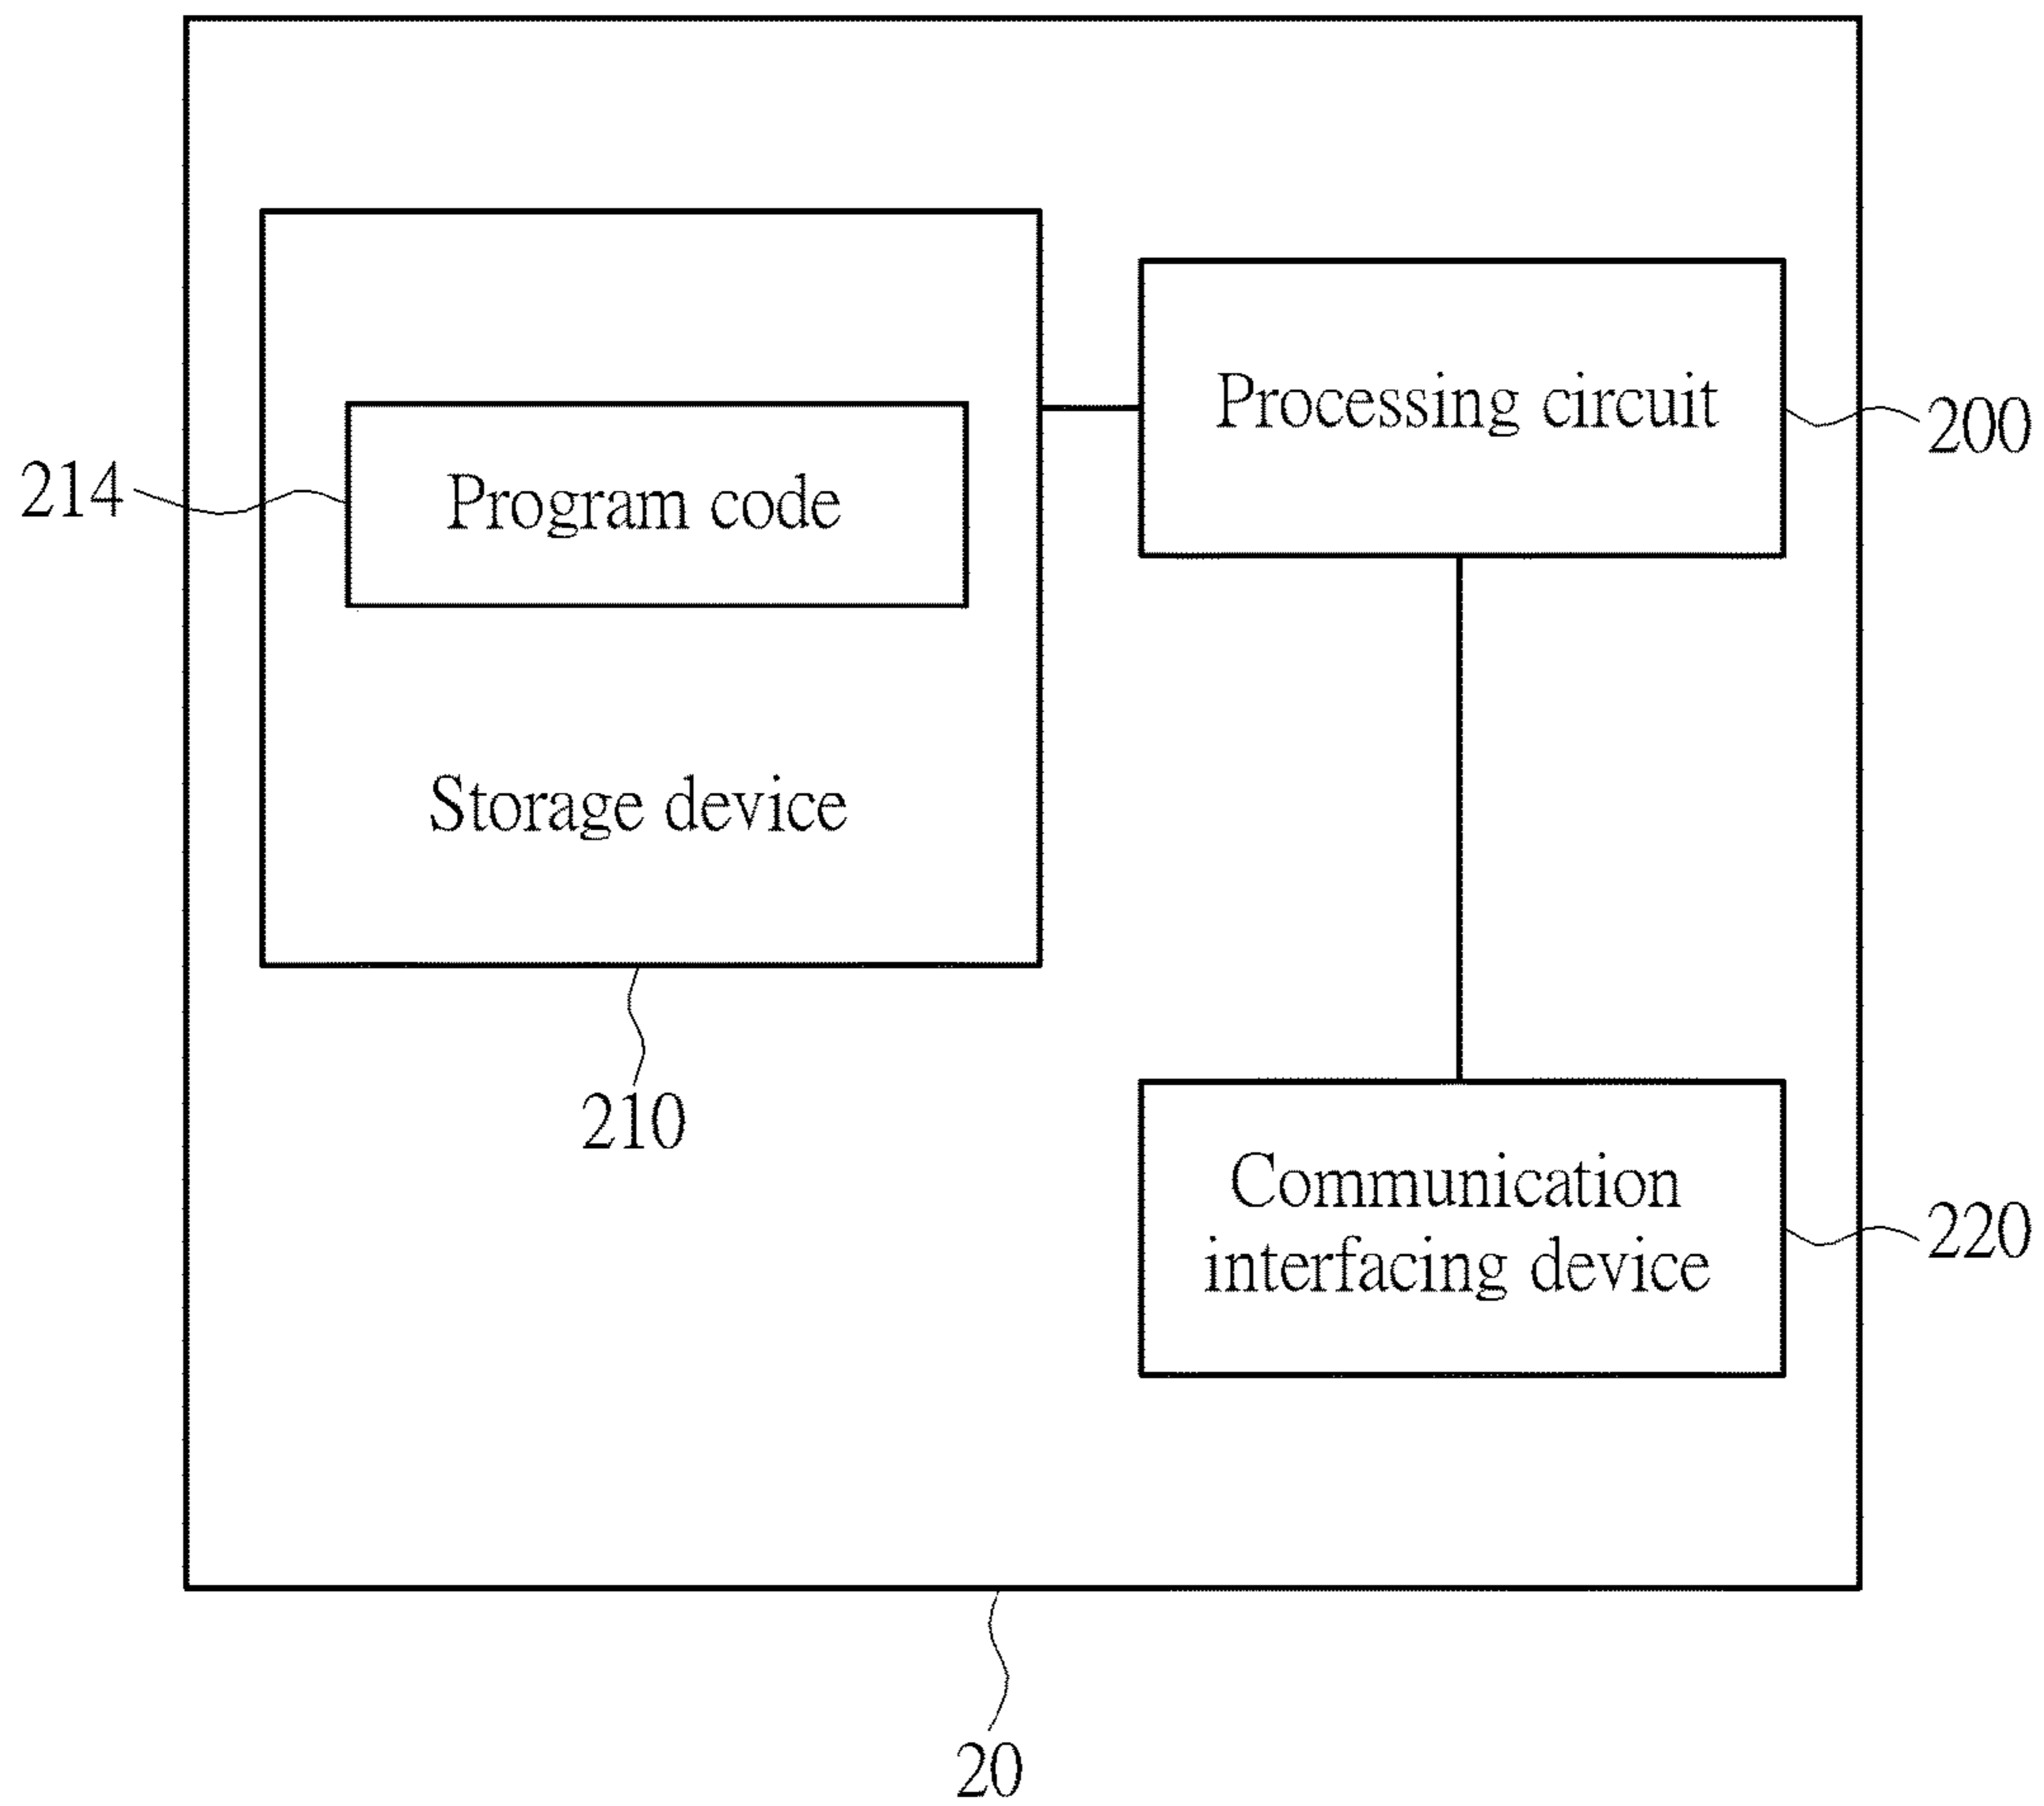 Processing circuit
200
214
Program code
Storage device
210
Communication
interfacing device
220
20